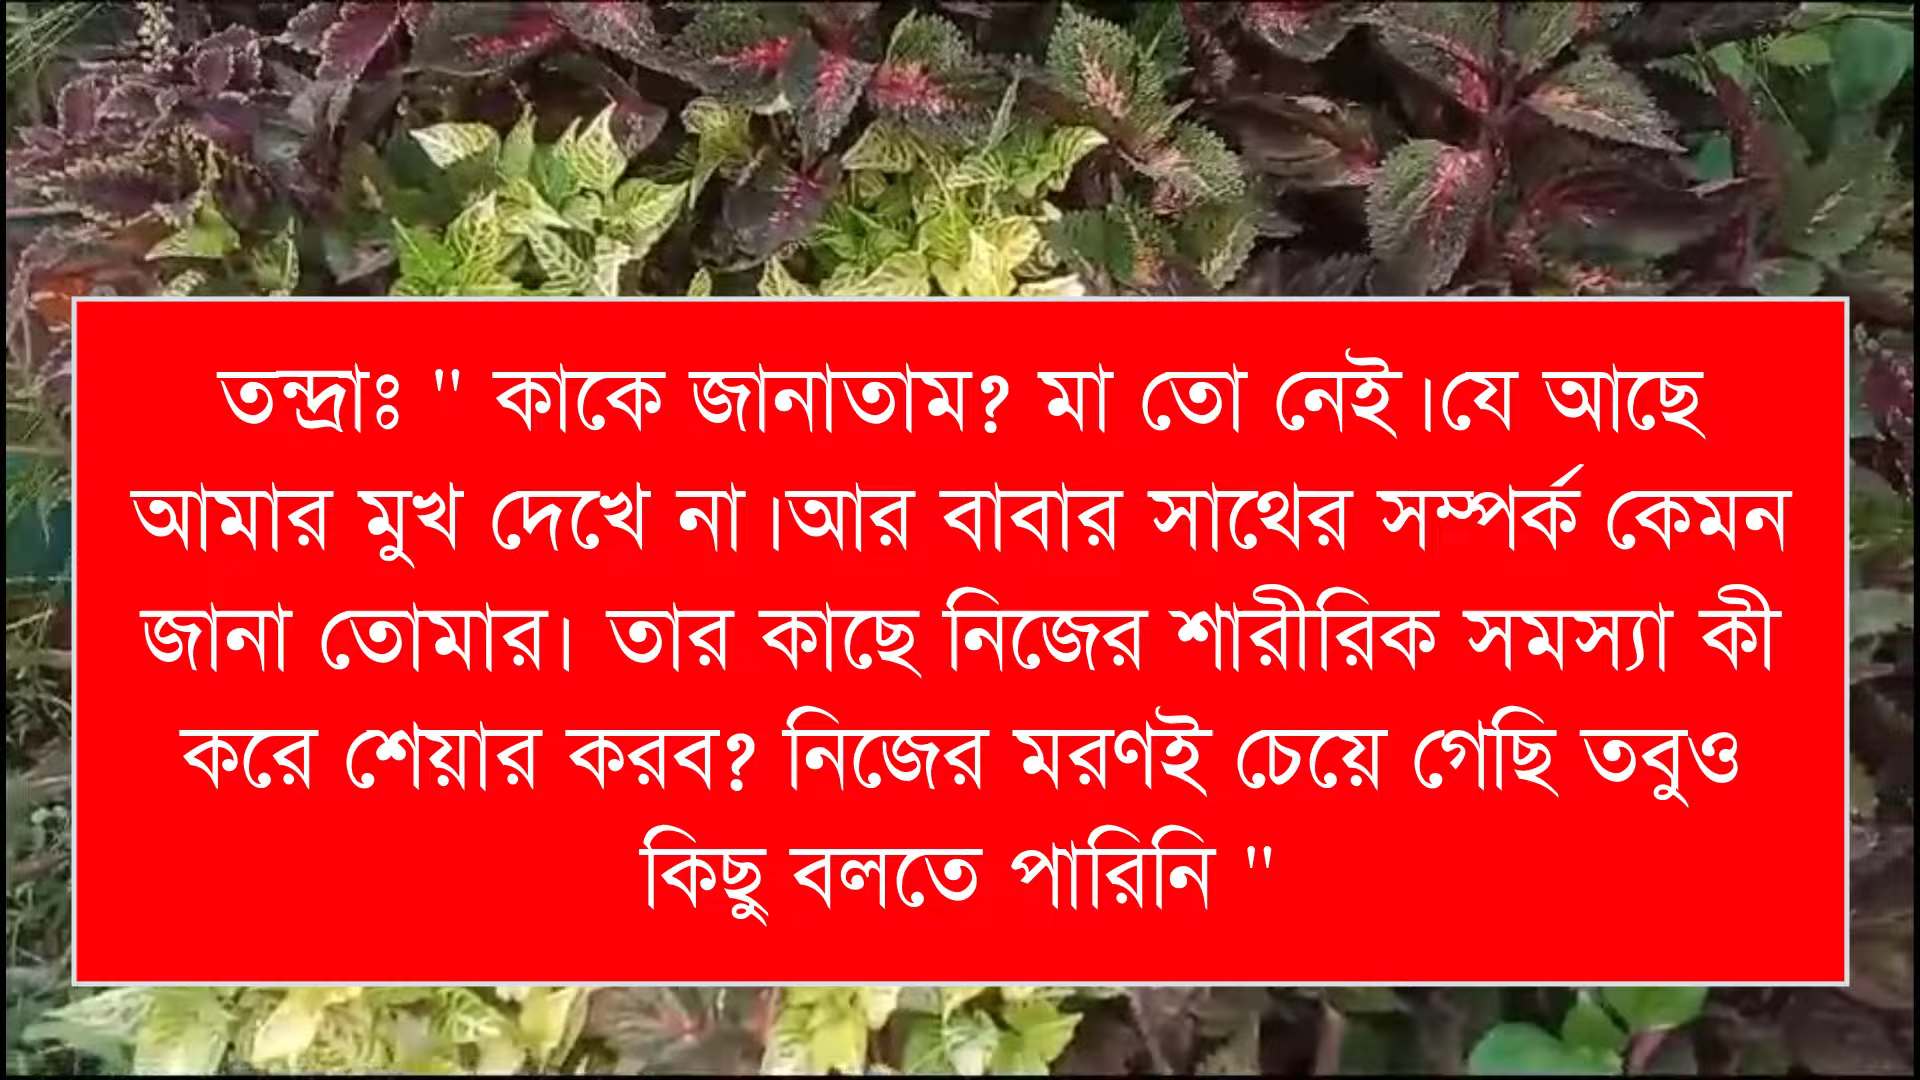 তন্দ্রাঃ " কাকে জানাতাম? মা তো নেই।যে আছে
আমার মুখ দেখে না।আর বাবার সাথের সম্পর্ক কেমন
জানা তোমার। তার কাছে নিজের শারীরিক সমস্যা কী
করে শেয়ার করব? নিজের মরণই চেয়ে গেছি তবুও
কিছু বলতে পারিনি "